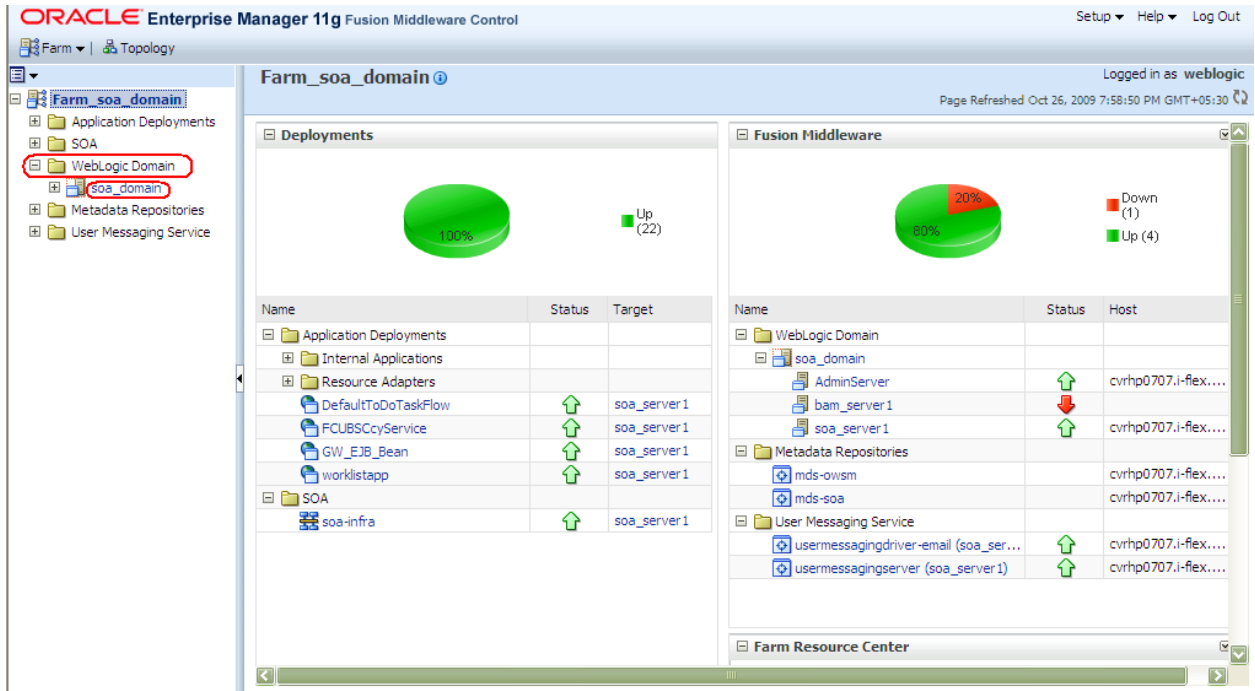 ORACLE Enterprise Manager 11g Fusion Middleware Control
Setup Help Log Out
Farm Topology
Farm_soa_domain
Application Deployments
SOA
WebLogic Domain
soa_domain
Metadata Repositories
User Messaging Service
Farm_soa_domain
Logged in as weblogic
Page Refreshed Oct 26, 2009 7:58:50 PM GMT+05:30
Deployments
100%
Up
(22)
Name Status Target
Application Deployments
Internal Applications
Resource Adapters
DefaultToDoTaskFlow soa_server1
FCUBSCcyService soa_server1
GW_EJB_Bean soa_server1
worklistapp soa_server1
SOA
soa-infra soa_server1
Fusion Middleware
20%
80%
Down
(1)
Up (4)
Name Status Host
WebLogic Domain
soa_domain
AdminServer cvrhp0707.i-flex....
bam_server1
soa_server1 cvrhp0707.i-flex....
Metadata Repositories
mds-owsm cvrhp0707.i-flex....
mds-soa cvrhp0707.i-flex....
User Messaging Service
usermessagingdriver-email (soa_ser... cvrhp0707.i-flex....
usermessagingserver (soa_server1) cvrhp0707.i-flex....
Farm Resource Center